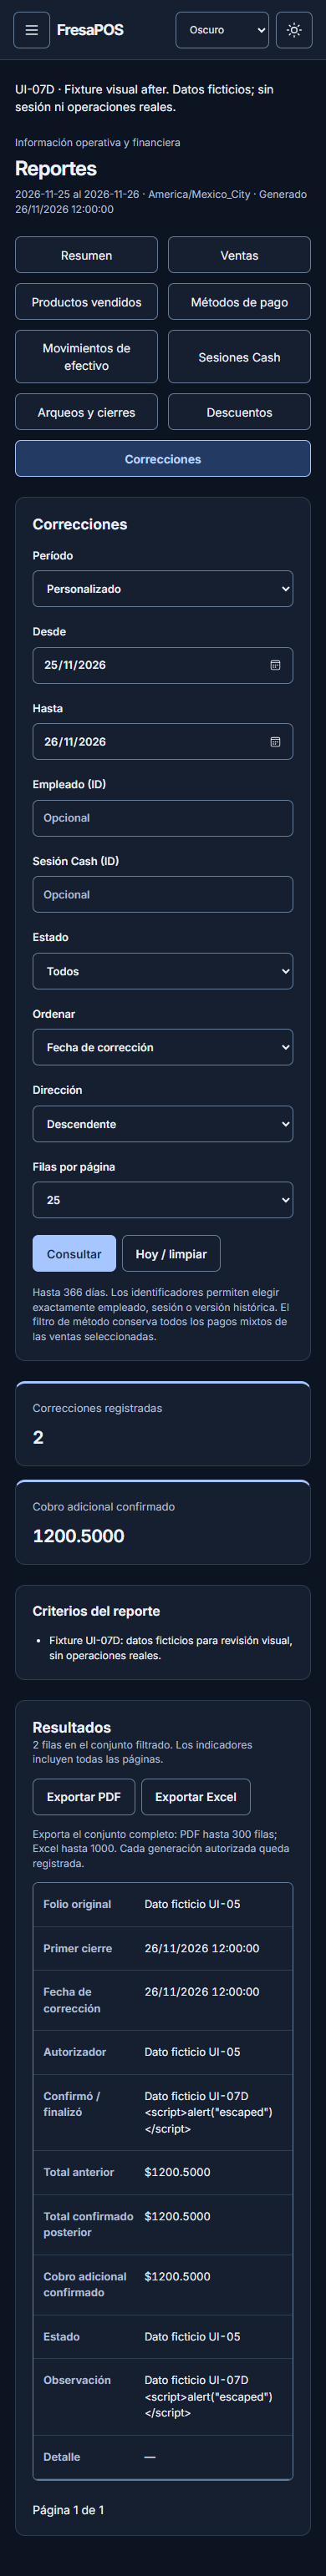 FresaPOS
Oscuro
UI-07D · Fixture visual after. Datos ficticios; sin
sesión ni operaciones reales.
Información operativa y financiera
Reportes
2026-11-25 al 2026-11-26 · America/Mexico_City · Generado
26/11/2026 12:00:00
Resumen
Ventas
Productos vendidos
Métodos de pago
Movimientos de
efectivo
Sesiones Cash
Arqueos y cierres
Descuentos
Correcciones
Correcciones
Período
Personalizado
Desde
25/11/2026
Hasta
26/11/2026
Empleado (ID)
Opcional
Sesión Cash (ID)
Opcional
Estado
Todos
Ordenar
Fecha de corrección
Dirección
Descendente
Filas por página
25
Consultar
Hoy / limpiar
Hasta 366 días. Los identificadores permiten elegir
exactamente empleado, sesión o versión histórica. El
filtro de método conserva todos los pagos mixtos de
las ventas seleccionadas.
Correcciones registradas
2
Cobro adicional confirmado
1200.5000
Criterios del reporte
• Fixture UI-07D: datos ficticios para revisión visual,
sin operaciones reales.
Resultados
2 filas en el conjunto filtrado. Los indicadores
incluyen todas las páginas.
Exportar PDF
Exportar Excel
Exporta el conjunto completo: PDF hasta 300 filas;
Excel hasta 1000. Cada generación autorizada queda
registrada.
Folio original Dato ficticio UI-05
Primer cierre 26/11/2026 12:00:00
Fecha de 26/11/2026 12:00:00
corrección
Autorizador Dato ficticio UI-05
Confirmó / Dato ficticio UI-07D
finalizó <script>alert("escaped")
</script>
Total anterior $1200.5000
Total confirmado $1200.5000
posterior
Cobro adicional $1200.5000
confirmado
Estado Dato ficticio UI-05
Observación Dato ficticio UI-07D
<script>alert("escaped")
</script>
Detalle —
Página 1 de 1